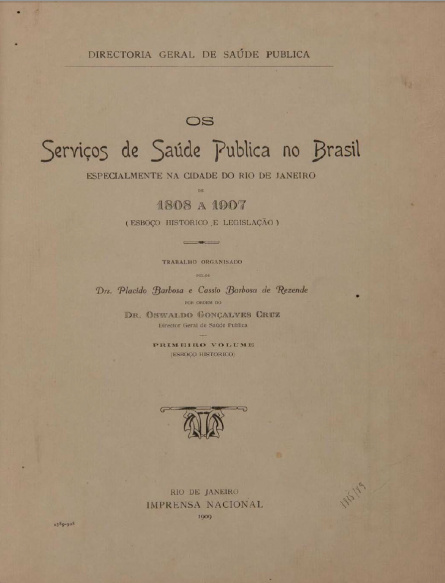 DIRECTORIA GERAL DE SAÚDE PUBLICA
OS
Serviços de Saúde Publica no Brasil
ESPECIALMENTE NA CIDADE DO RIO DE JANEIRO
DE
1808 A 1907
( ESBOÇO HISTORICO E LEGISLAÇÃO )
TRABALHO ORGANISADO
PELOS
Drs. Placido Barbosa e Cassio Barbosa de Rezende
POR ORDEM DO
DR. OSWALDO GONÇALVES CRUZ
Director Geral de Saúde Publica
PRIMEIRO VOLUME
(ESBOÇO HISTORICO)
RIO DE JANEIRO
IMPRENSA NACIONAL
1909